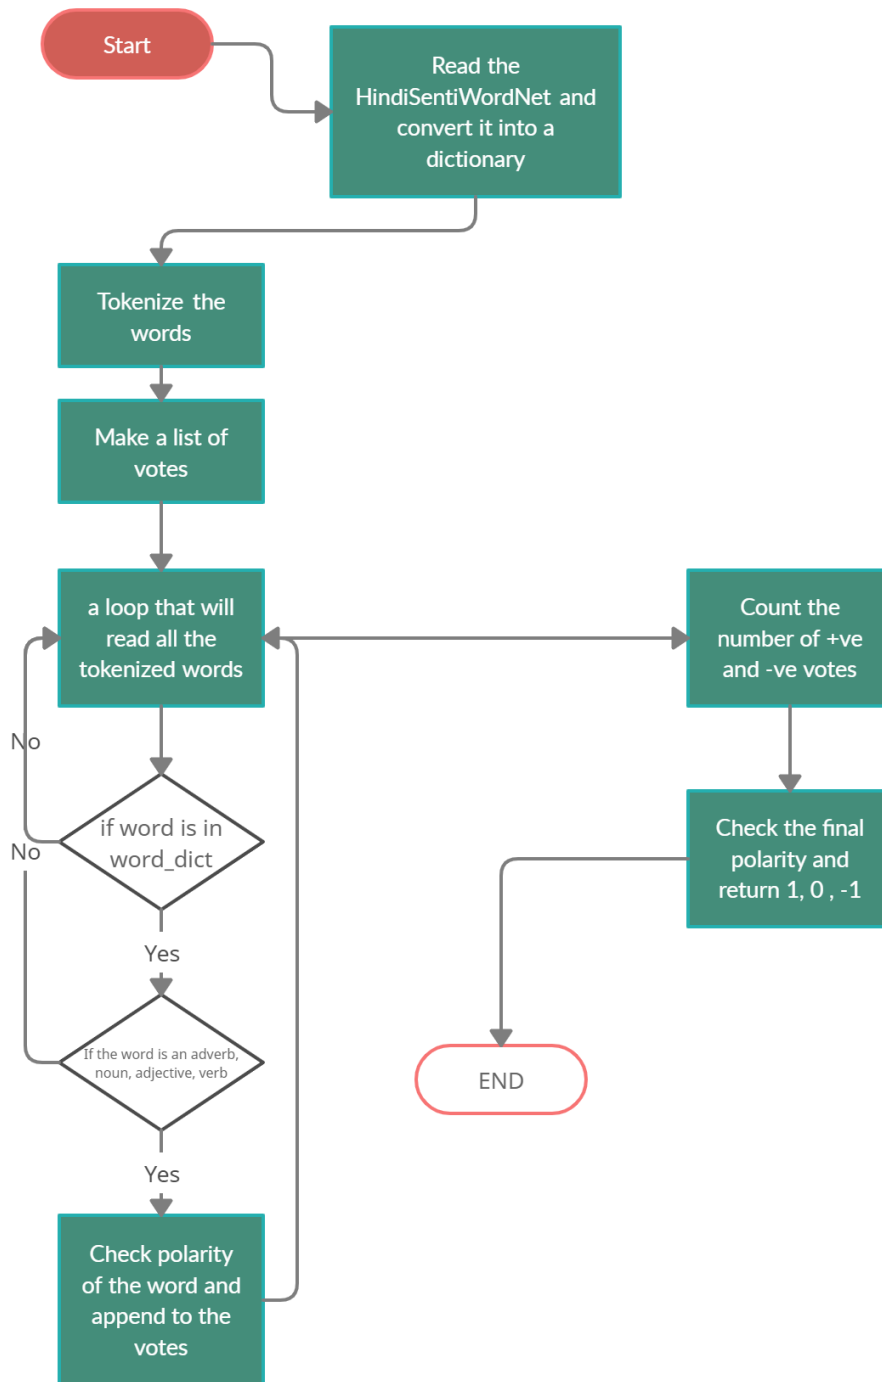 Start
Read the
HindiSentiWordNet and
convert it into a
dictionary
Tokenize the
words
Make a list of
votes
a loop that will
read all the
tokenized words
Count the
number of +ve
and -ve votes
No
if word is in
word_dict
No
Check the final
polarity and
return 1, 0 , -1
Yes
If the word is an adverb,
noun, adjective, verb
END
Yes
Check polarity
of the word and
append to the
votes